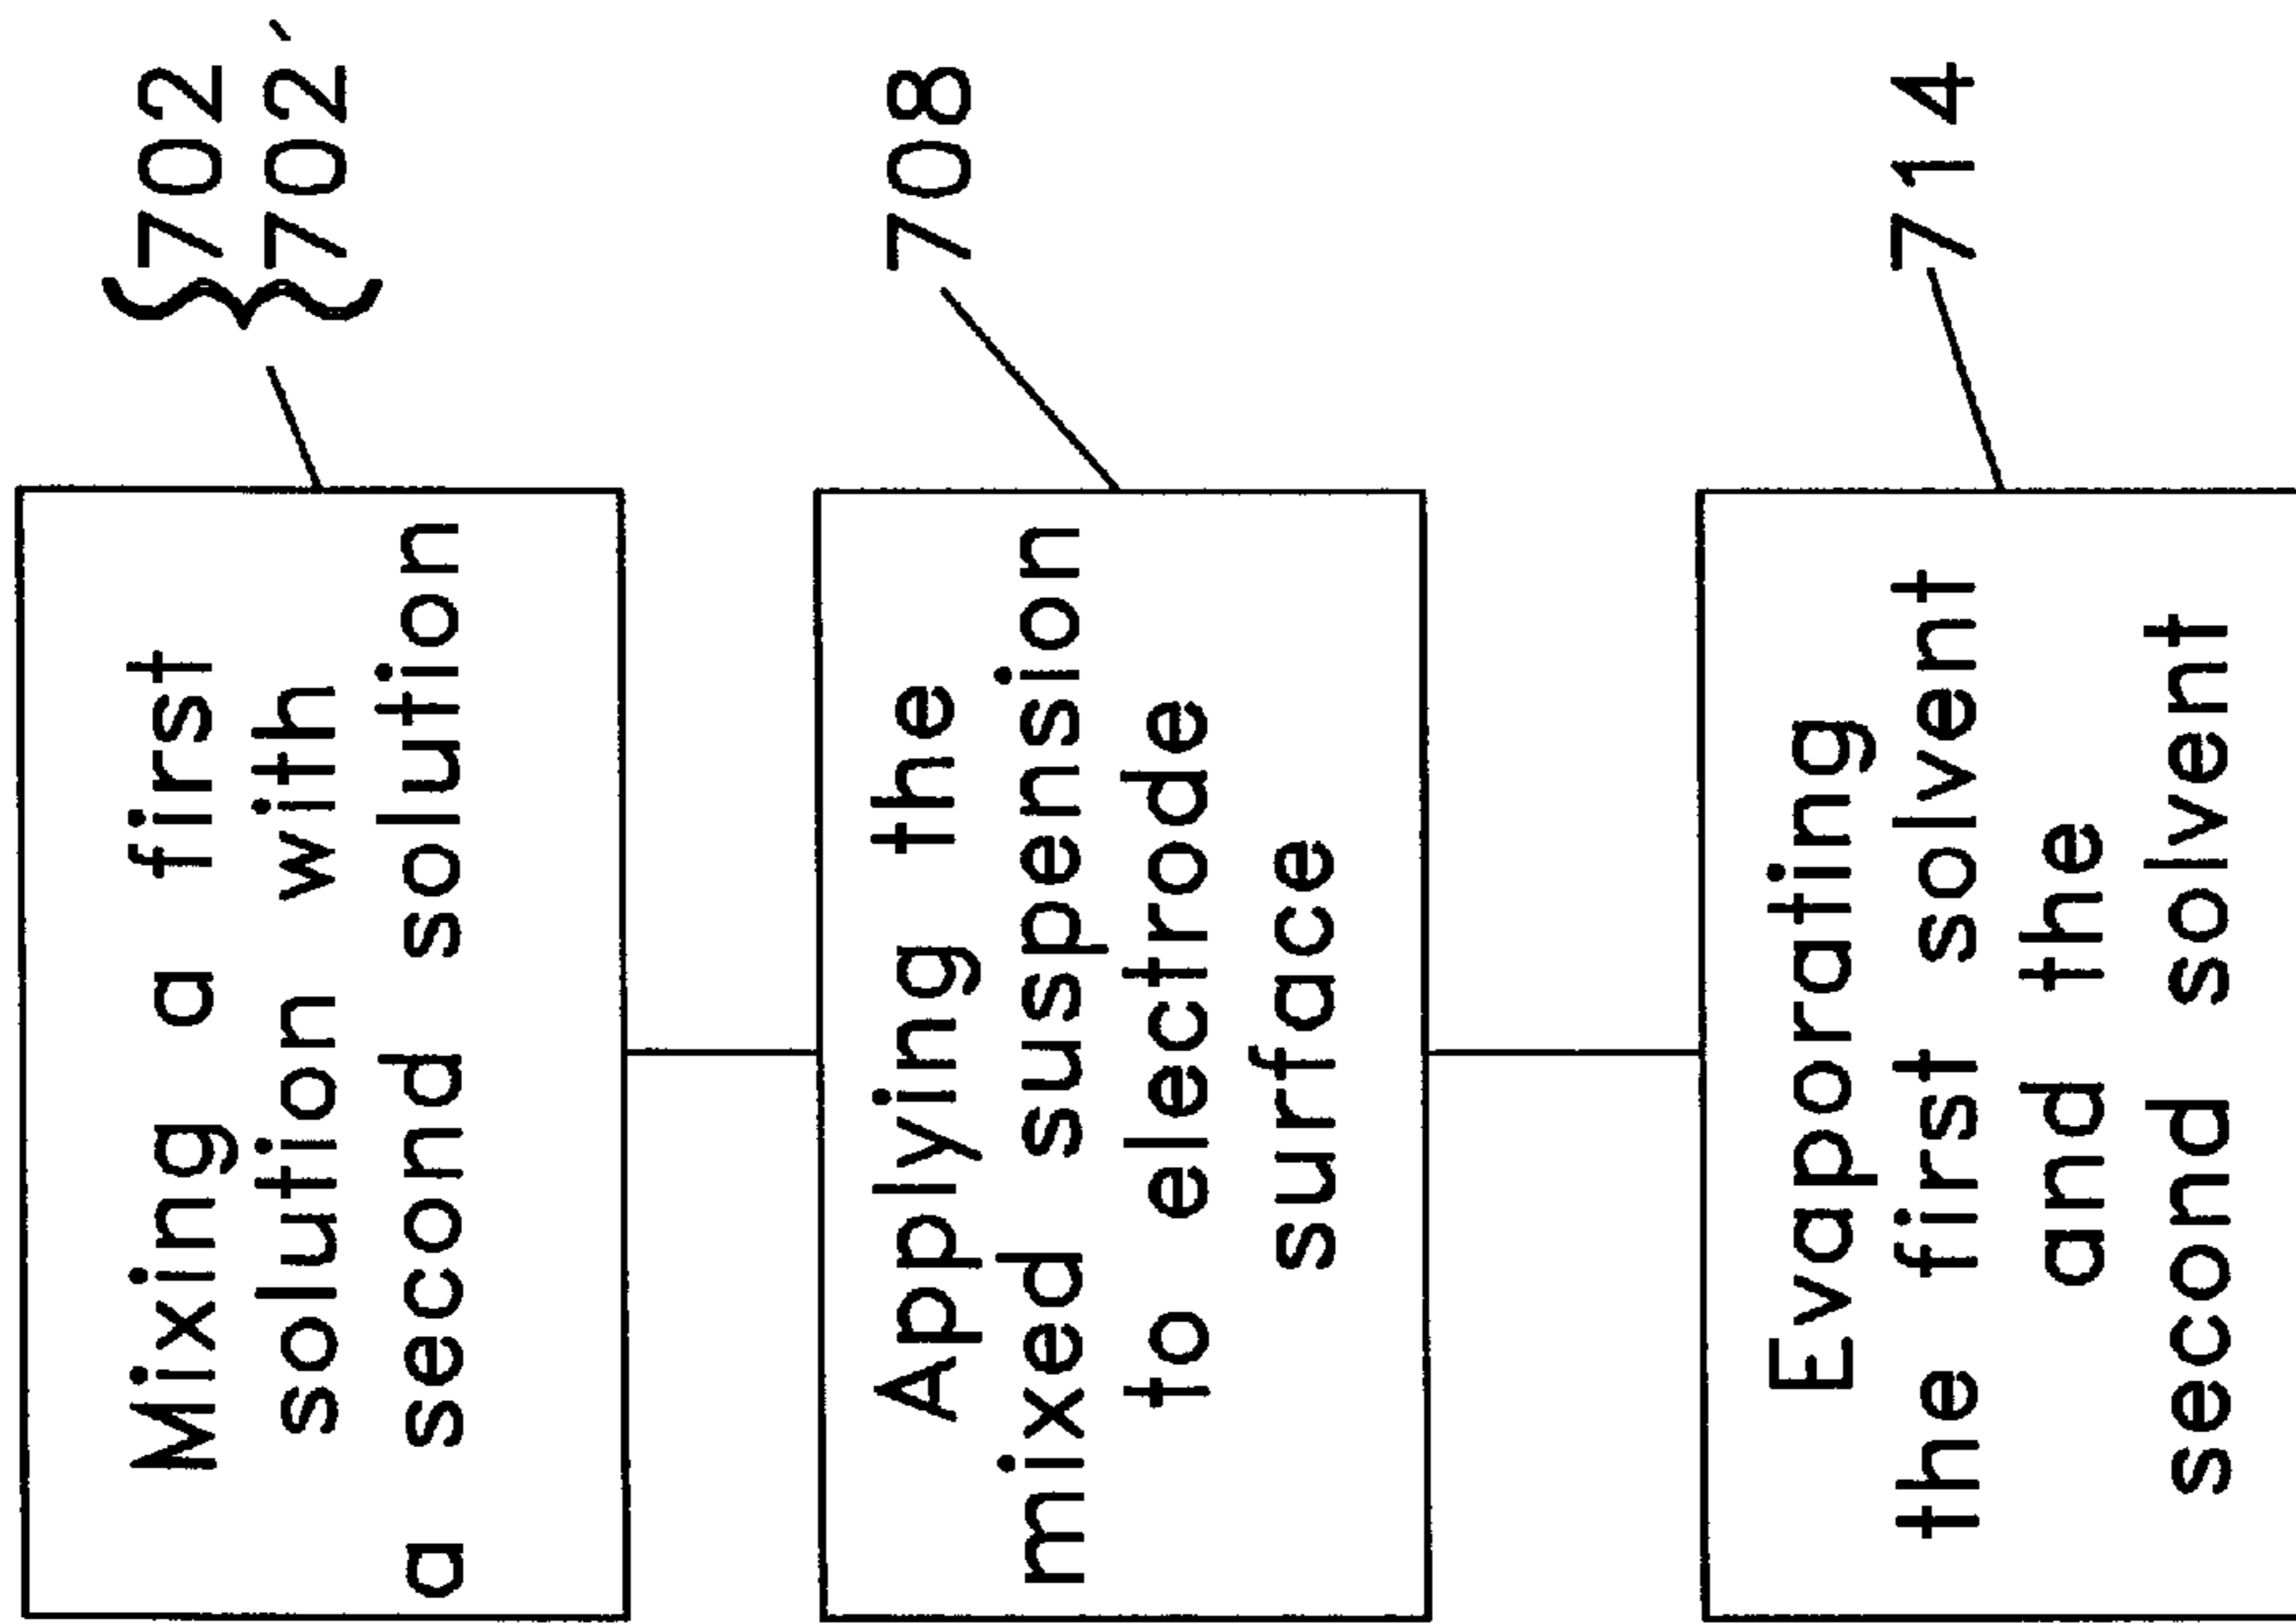 702
702´
Mixing a first
solution with
a second solution
708
Applying the
mixed suspension
to electrode
surface
714
Evaporating
the first solvent
and the
second solvent